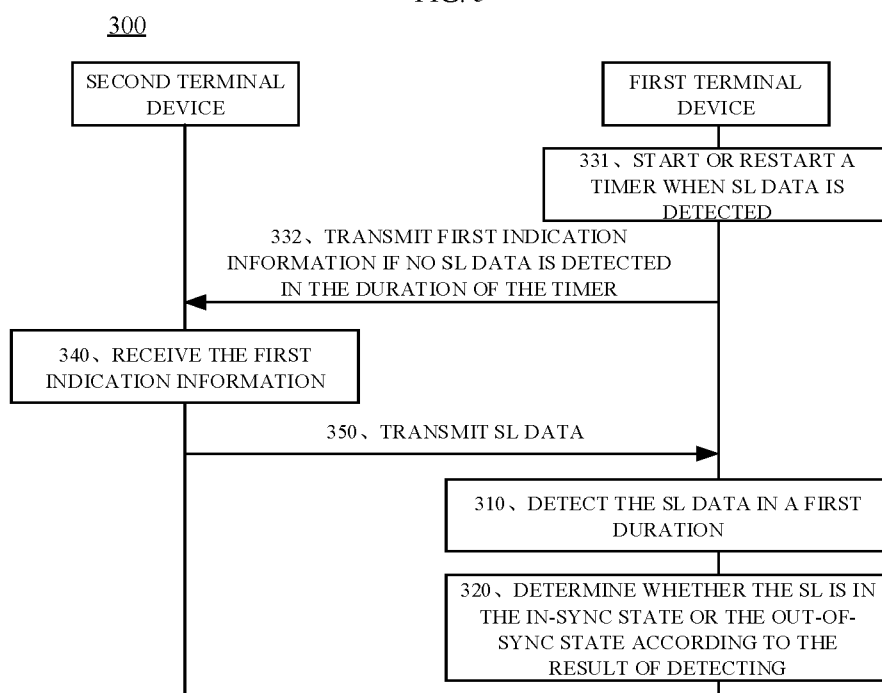 300
SECOND TERMINAL
DEVICE
FIRST TERMINAL
DEVICE
331、START OR RESTART A
TIMER WHEN SL DATA IS
DETECTED
332、TRANSMIT FIRST INDICATION
INFORMATION IF NO SL DATA IS DETECTED
IN THE DURATION OF THE TIMER
340、RECEIVE THE FIRST
INDICATION INFORMATION
350、TRANSMIT SL DATA
310、DETECT THE SL DATA IN A FIRST
DURATION
320、DETERMINE WHETHER THE SL IS IN
THE IN-SYNC STATE OR THE OUT-OF-
SYNC STATE ACCORDING TO THE
RESULT OF DETECTING